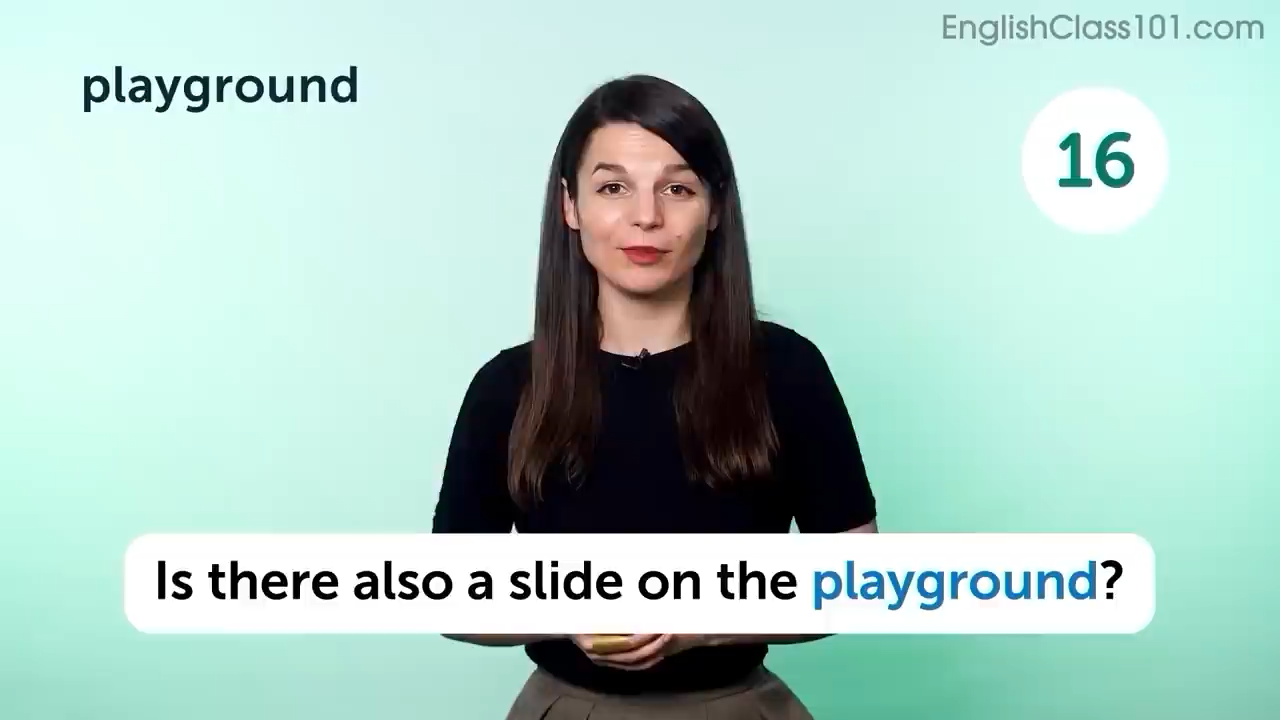 EnglishClass101.com
playground
16
Is there also a slide on the playground?